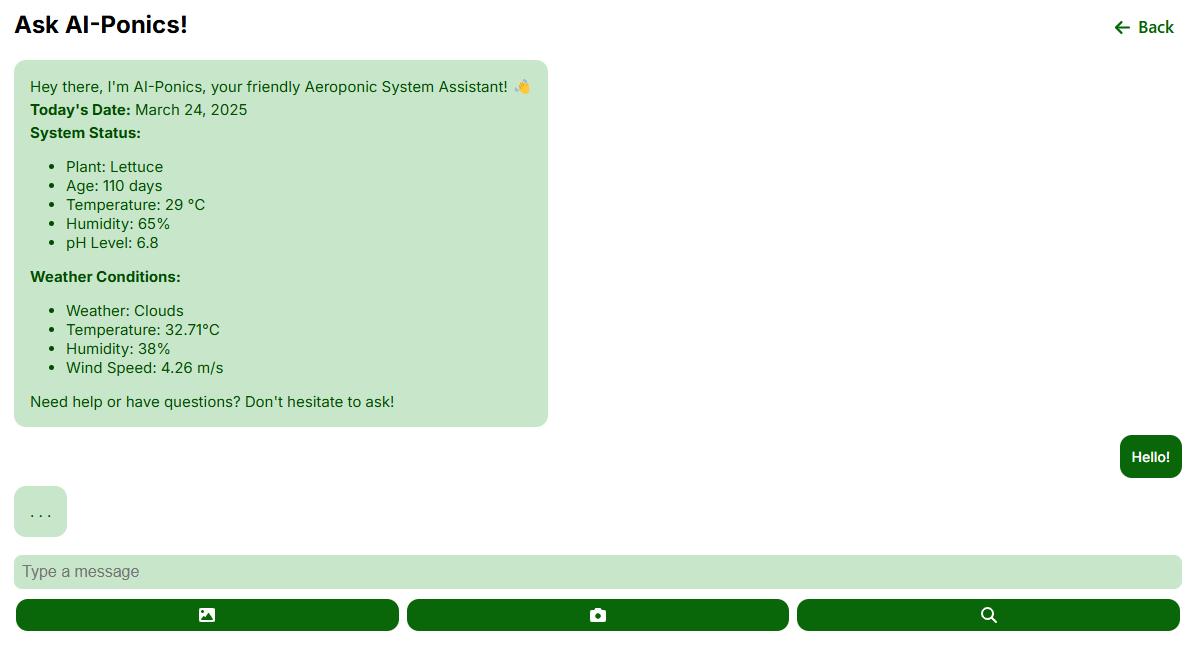 Ask AI-Ponics!
← Back
Hey there, I'm AI-Ponics, your friendly Aeroponic System Assistant! 👋
Today's Date: March 24, 2025
System Status:
• Plant: Lettuce
• Age: 110 days
• Temperature: 29 °C
• Humidity: 65%
• pH Level: 6.8
Weather Conditions:
• Weather: Clouds
• Temperature: 32.71°C
• Humidity: 38%
• Wind Speed: 4.26 m/s
Need help or have questions? Don't hesitate to ask!
Hello!
. . .
Type a message